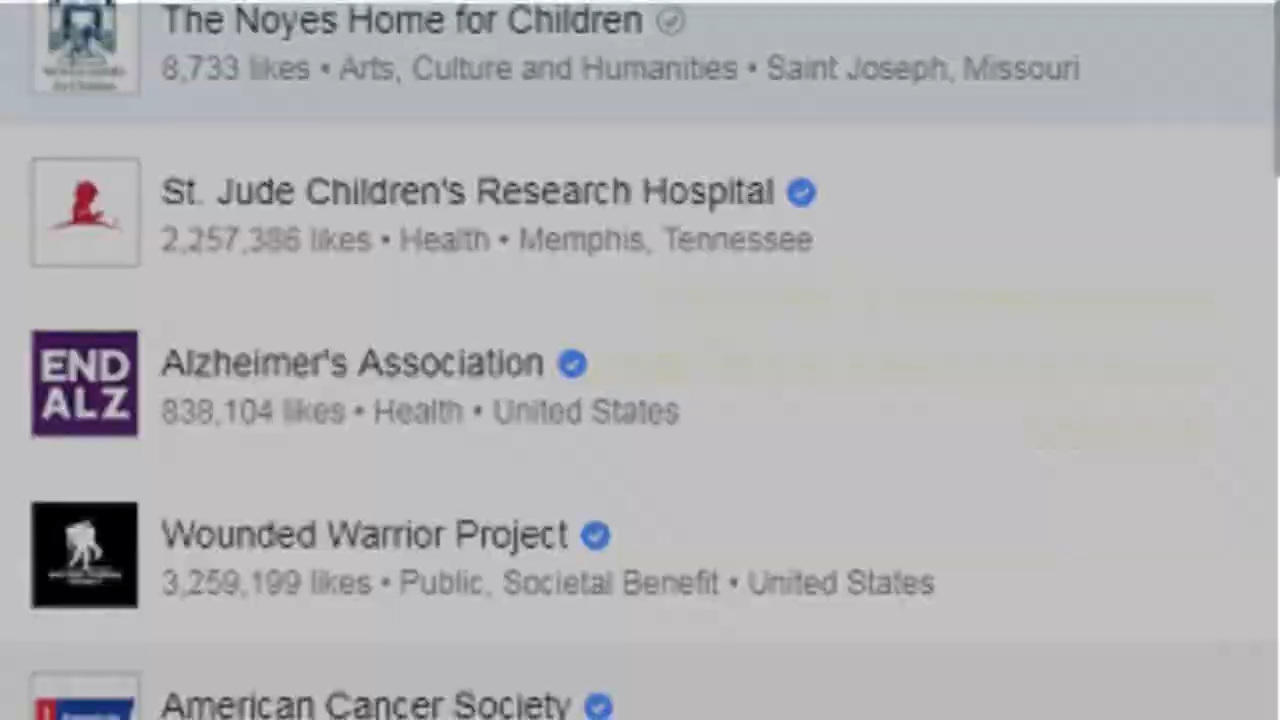 The Noyes Home for Children
8,733 likes • Arts, Culture and Humanities • Saint Joseph, Missouri
St. Jude Children's Research Hospital
2,257,386 likes • Health • Memphis, Tennessee
END
ALZ
Alzheimer's Association
838,104 likes • Health • United States
Wounded Warrior Project
3,259,199 likes • Public, Societal Benefit • United States
American Cancer Society